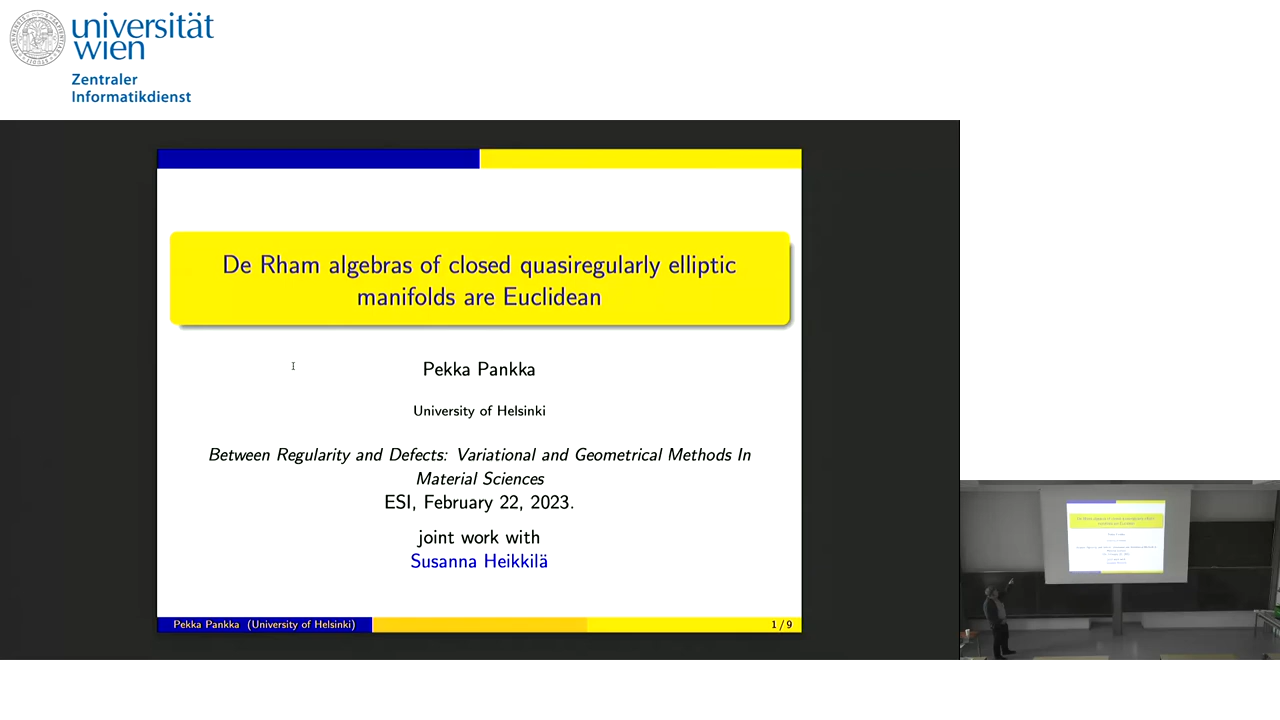 universität
wien
Zentraler
Informatikdienst
De Rham algebras of closed quasiregularly elliptic
manifolds are Euclidean
Pekka Pankka
University of Helsinki
Between Regularity and Defects: Variational and Geometrical Methods In
Material Sciences
ESI, February 22, 2023.
joint work with
Susanna Heikkilä
Pekka Pankka (University of Helsinki)
1 / 9